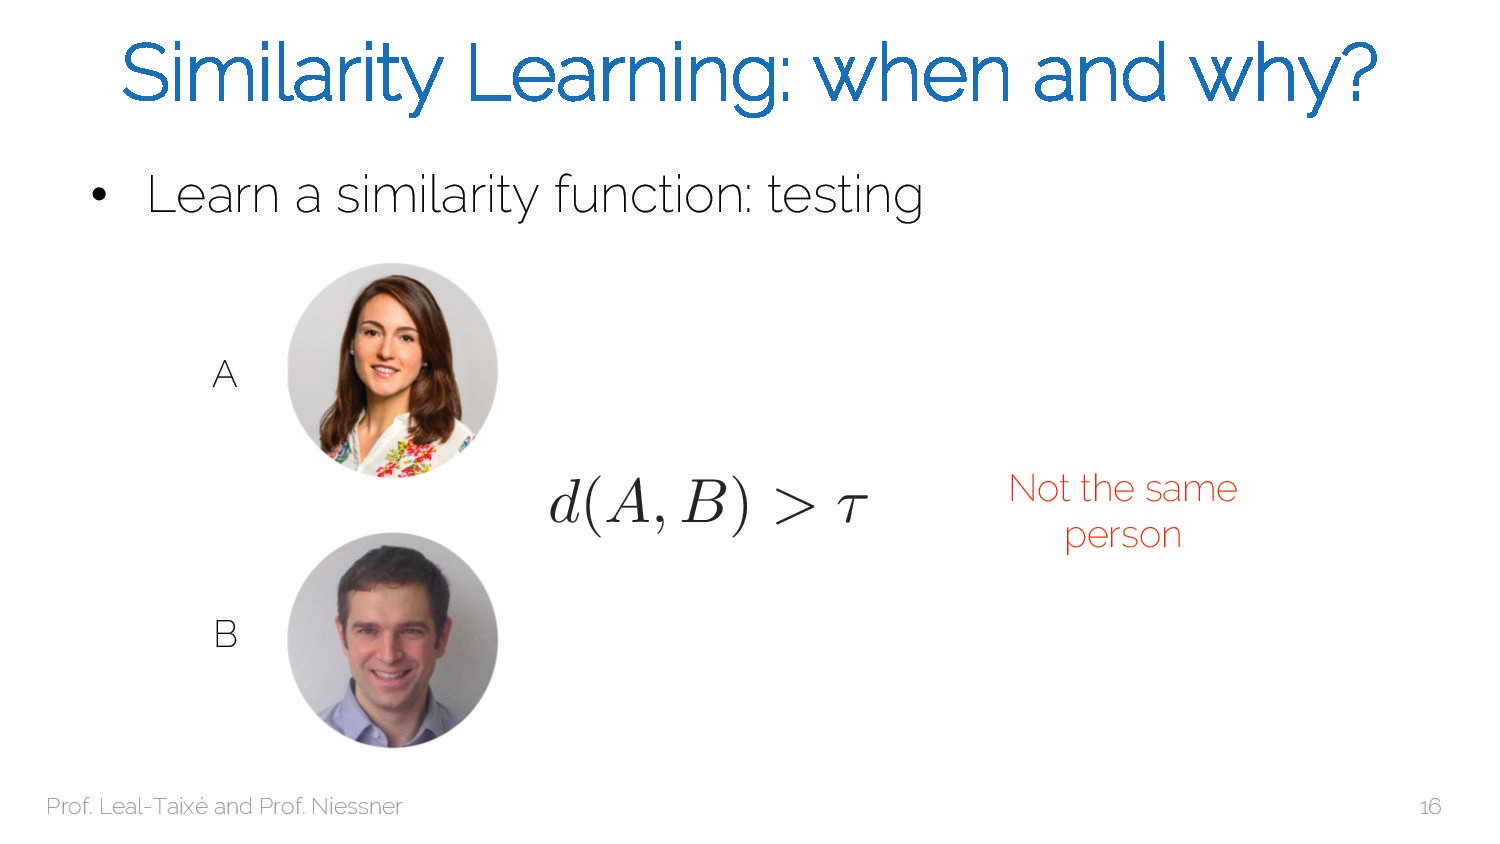 Similarity Learning: when and why?
• Learn a similarity function: testing
A
d(A, B) > τ
Not the same
person
B
Prof. Leal-Taixé and Prof. Niessner
16